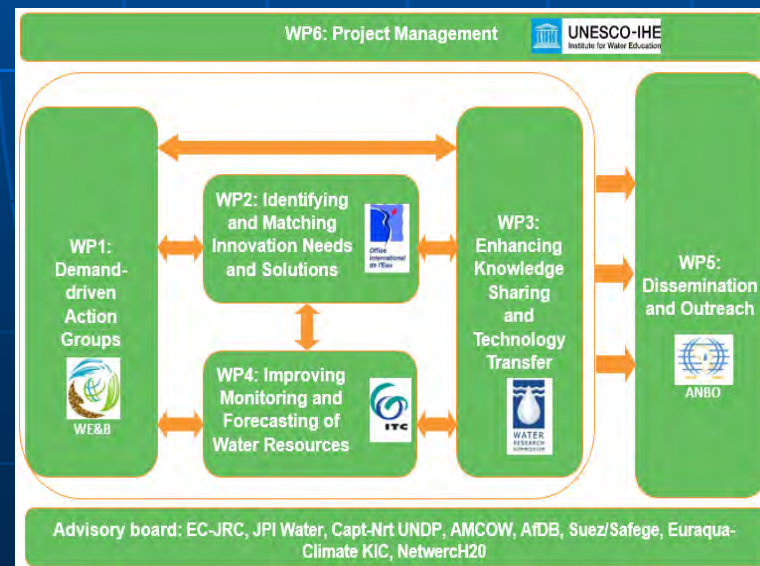 WP6: Project Management
UNESCO-IHE
Institute for Water Education
WP1:
Demand-
driven
Action
Groups
WE&B
WP2: Identifying
and Matching
Innovation Needs
and Solutions
Office
International
de l'Eau
WP4: Improving
Monitoring and
Forecasting of
Water Resources
ITC
WP3:
Enhancing
Knowledge
Sharing
and
Technology
Transfer
WATER
RESEARCH
COMMISSION
WP5:
Dissemination
and Outreach
ANBO
Advisory board: EC-JRC, JPI Water, Capt-Nrt UNDP, AMCOW, AfDB, Suez/Safege, Euraqua-
Climate KIC, NetwercH20